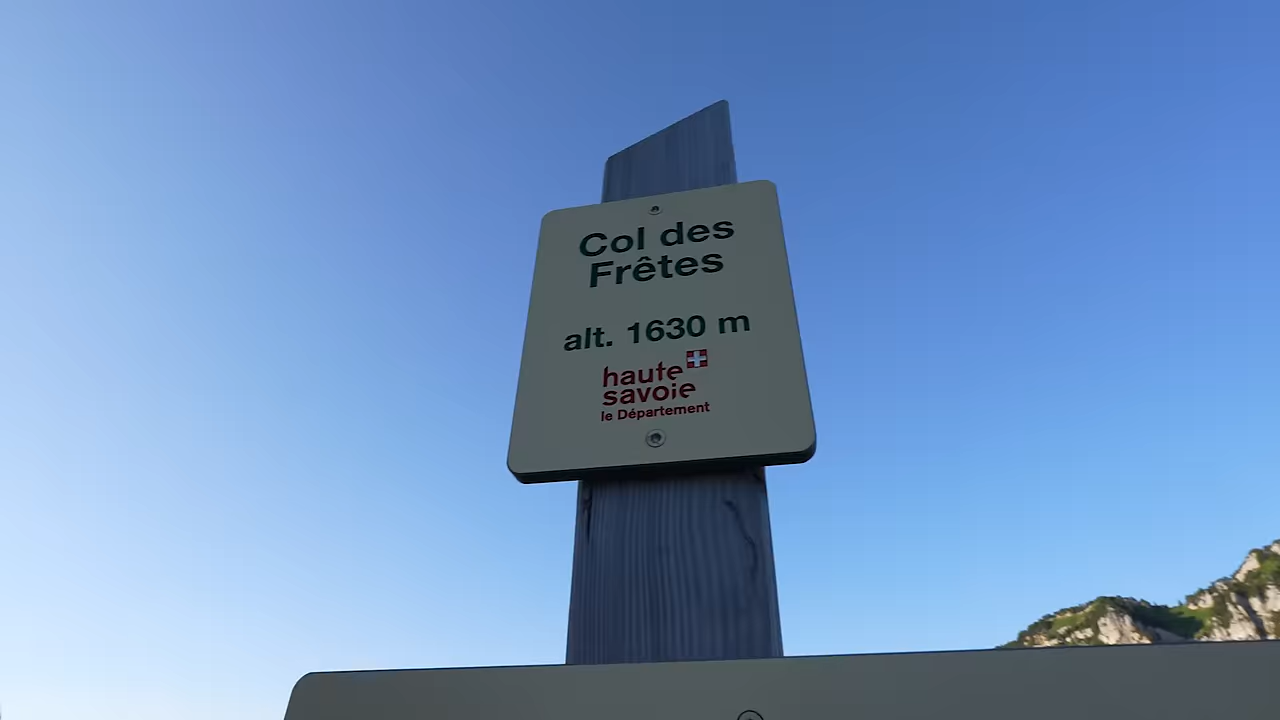 Col des
Frêtes
alt. 1630 m
haute
savoie
le Département